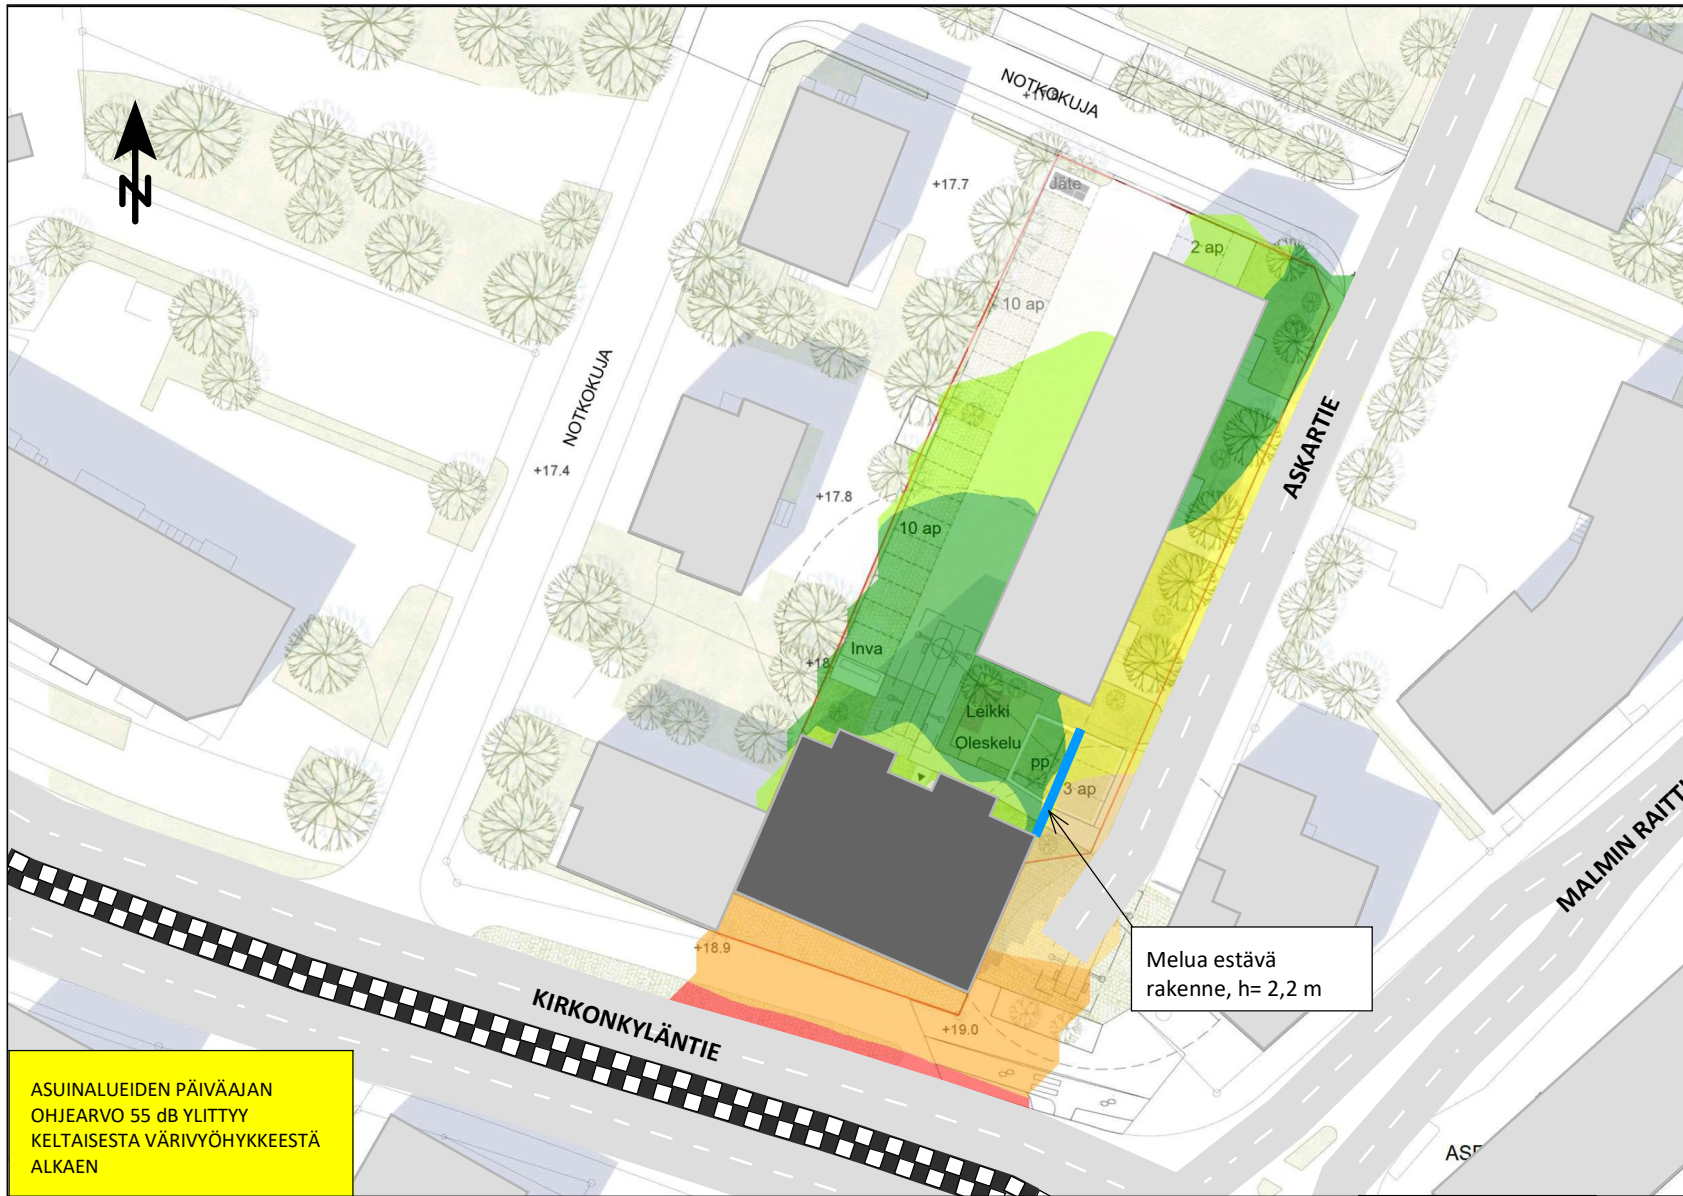 NOTKOKUJA
+17.7
Jäte
2 ap
10 ap
NOTKOKUJA
ASKARTIE
+17.4
+17.8
10 ap
Inva
+18
Leikki
Oleskelu
pp
3 ap
MALMIN RAITTI
Melua estävä
rakenne, h= 2,2 m
+18.9
KIRKONKYLÄNTIE
+19.0
ASUINALUEIDEN PÄIVÄAJAN
OHJEARVO 55 dB YLITTYY
KELTAISESTA VÄRIVYÖHYKKEESTÄ
ALKAEN